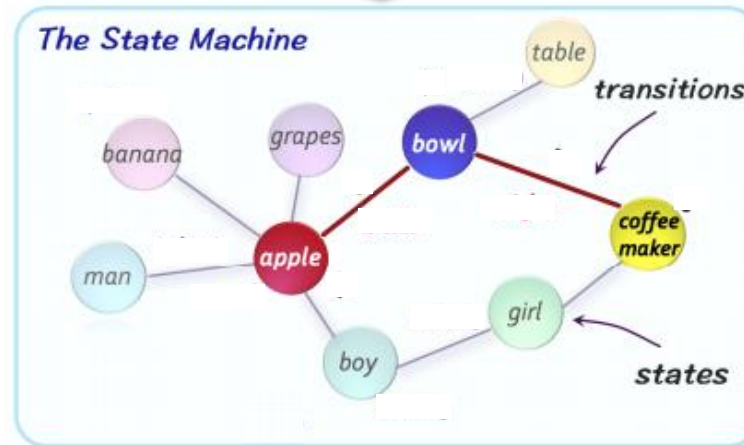 The State Machine
table
transitions
grapes
bowl
banana
coffee
maker
apple
man
girl
boy
states